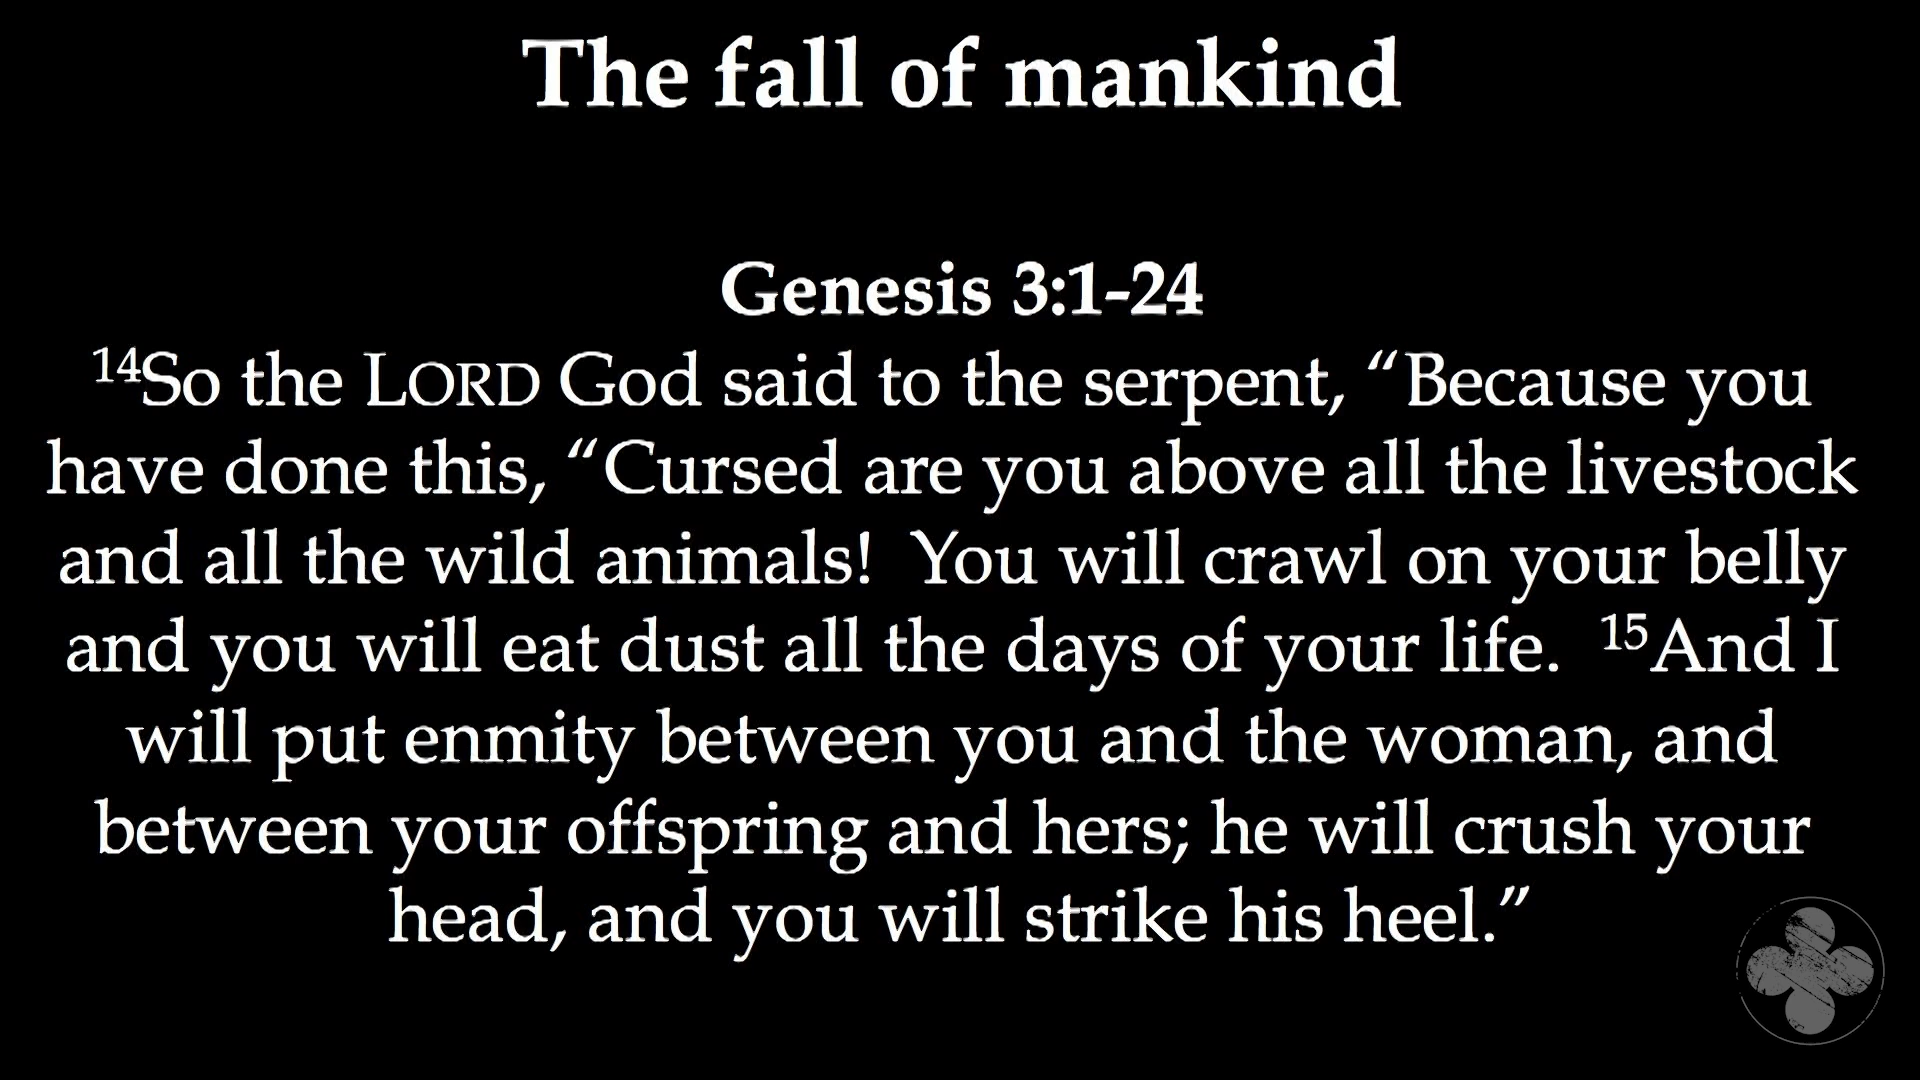 The fall of mankind
Genesis 3:1-24
¹⁴So the LORD God said to the serpent, “Because you
have done this, “Cursed are you above all the livestock
and all the wild animals!  You will crawl on your belly
and you will eat dust all the days of your life.  ¹⁵And I
will put enmity between you and the woman, and
between your offspring and hers; he will crush your
head, and you will strike his heel.”